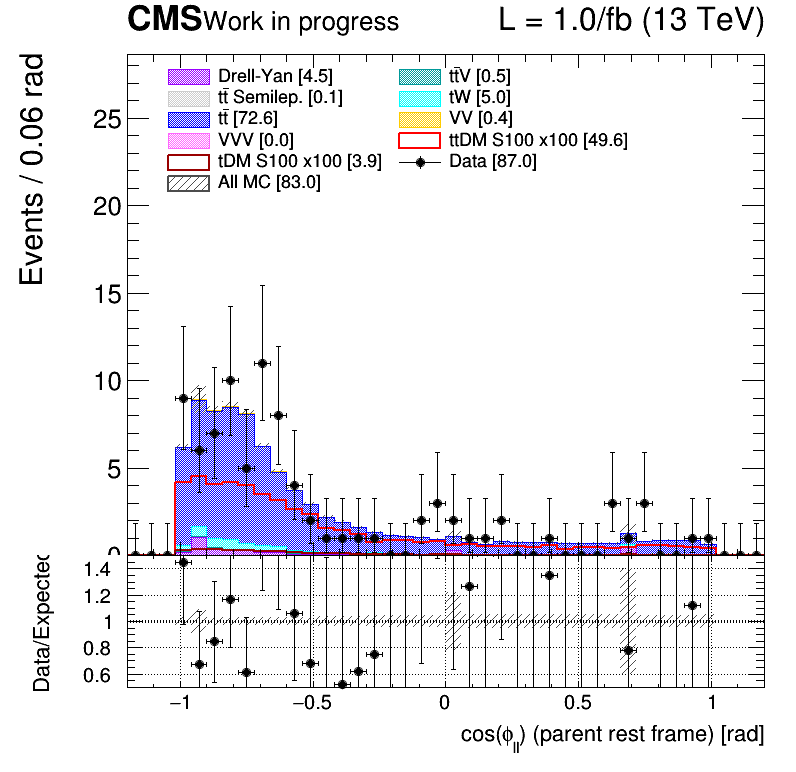 CMS Work in progress L = 1.0/fb (13 TeV)
Events / 0.06 rad
Drell-Yan [4.5] tt̄V [0.5]
tt̄ Semilep. [0.1] tW [5.0]
tt̄ [72.6] VV [0.4]
VVV [0.0] ttDM S100 x100 [49.6]
tDM S100 x100 [3.9] Data [87.0]
All MC [83.0]
25
20
15
10
5
0
Data/Expected
1.4
1.2
1
0.8
0.6
−1 −0.5 0 0.5 1
cos(ϕ_ll) (parent rest frame) [rad]